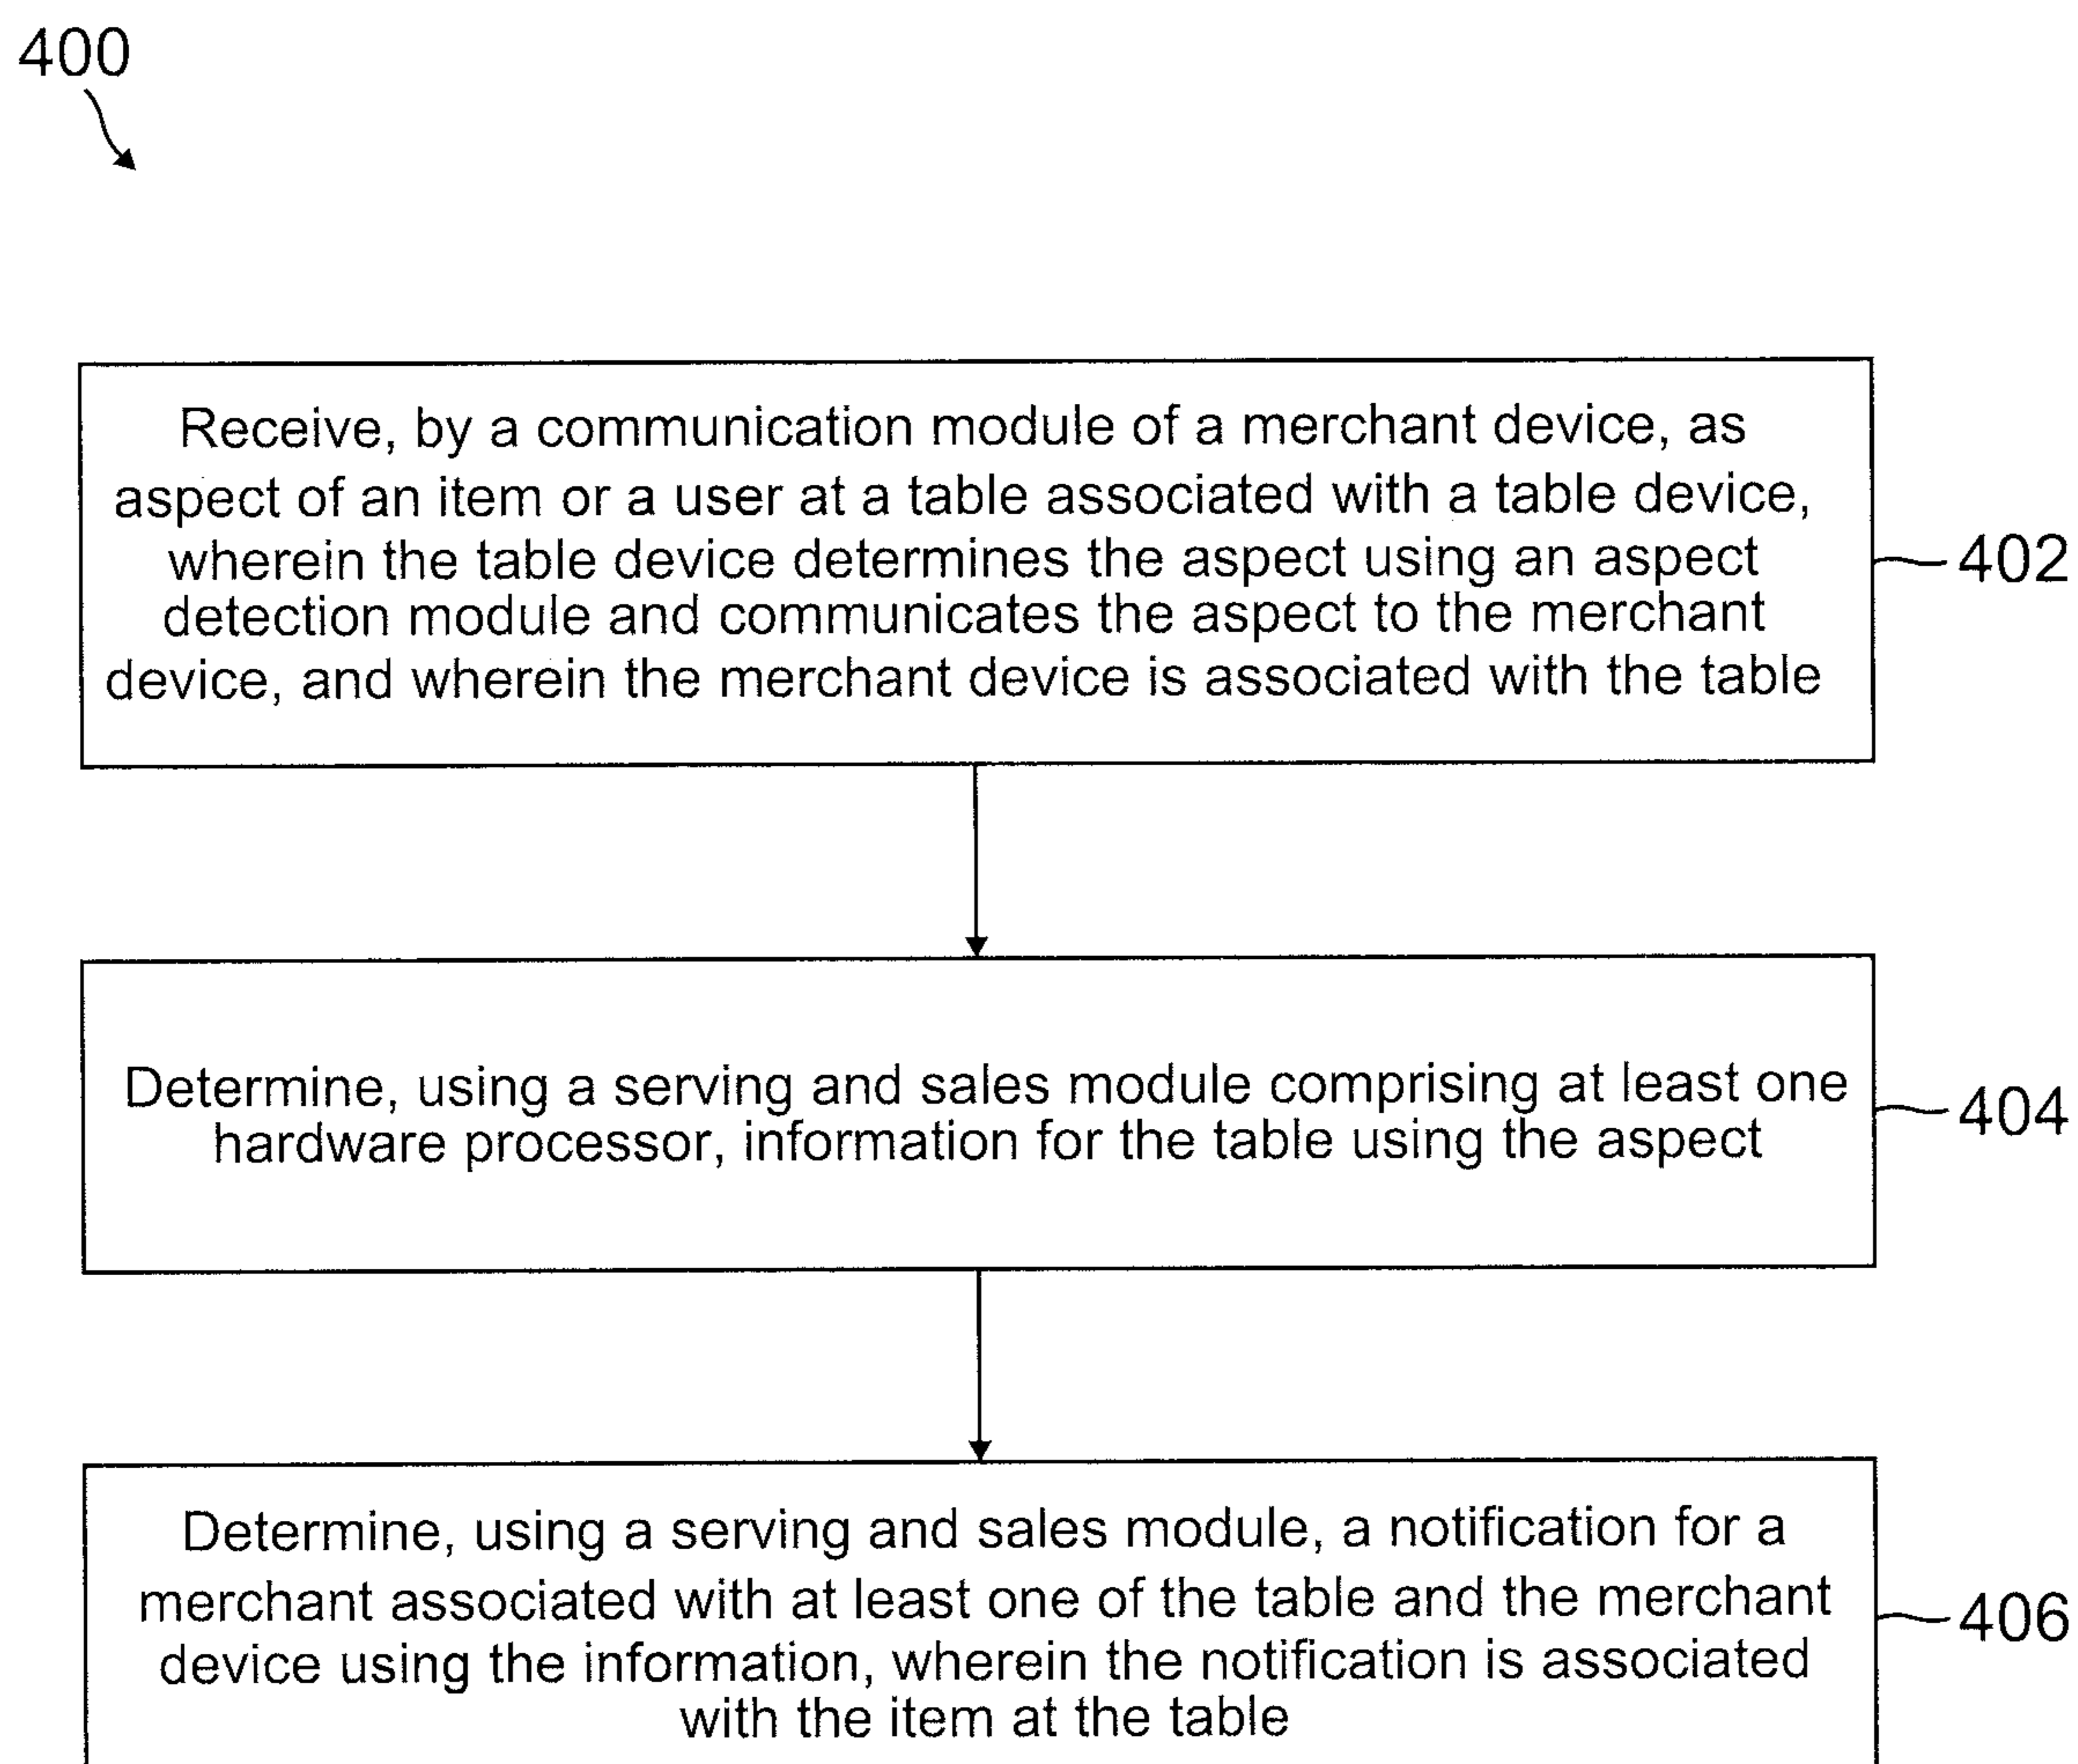 400
Receive, by a communication module of a merchant device, as
aspect of an item or a user at a table associated with a table device,
wherein the table device determines the aspect using an aspect
detection module and communicates the aspect to the merchant
device, and wherein the merchant device is associated with the table
402
Determine, using a serving and sales module comprising at least one
hardware processor, information for the table using the aspect
404
Determine, using a serving and sales module, a notification for a
merchant associated with at least one of the table and the merchant
device using the information, wherein the notification is associated
with the item at the table
406